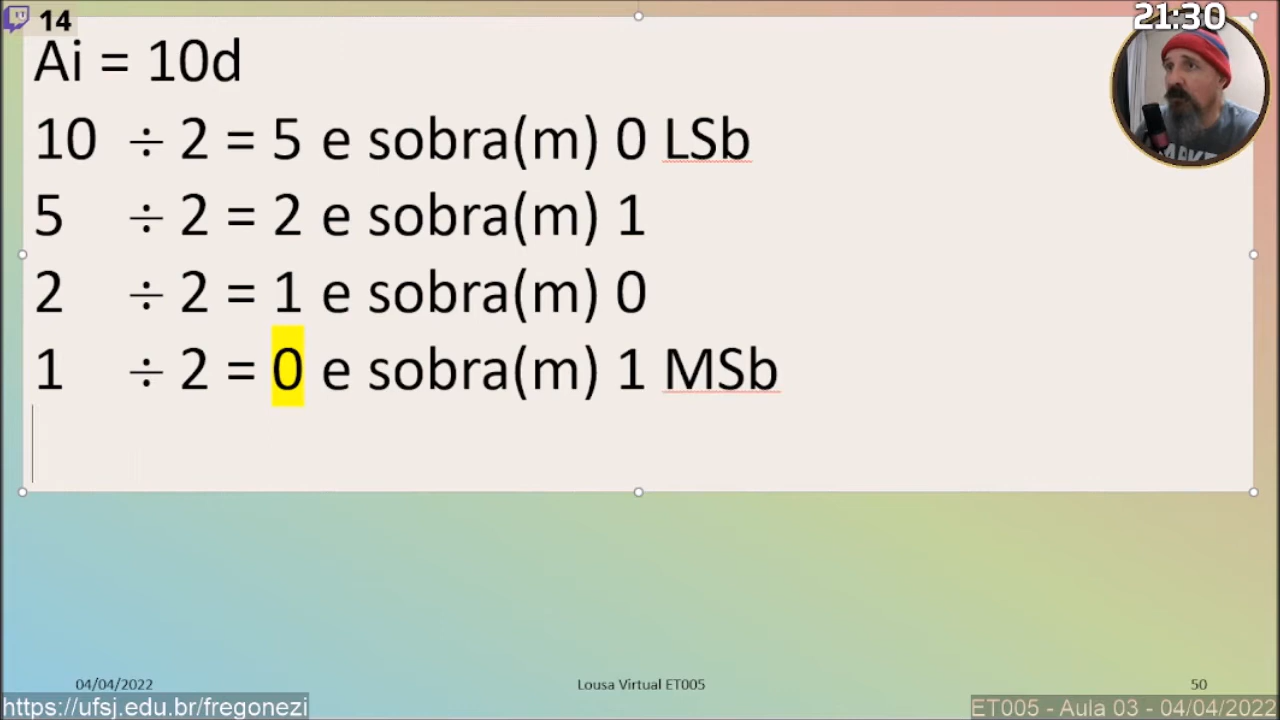 14
21:30
Ai = 10d
10 ÷ 2 = 5 e sobra(m) 0 LSb
5 ÷ 2 = 2 e sobra(m) 1
2 ÷ 2 = 1 e sobra(m) 0
1 ÷ 2 = 0 e sobra(m) 1 MSb
04/04/2022
Lousa Virtual ET005
50
https://ufsj.edu.br/fregonezi
ET005 - Aula 03 - 04/04/2022